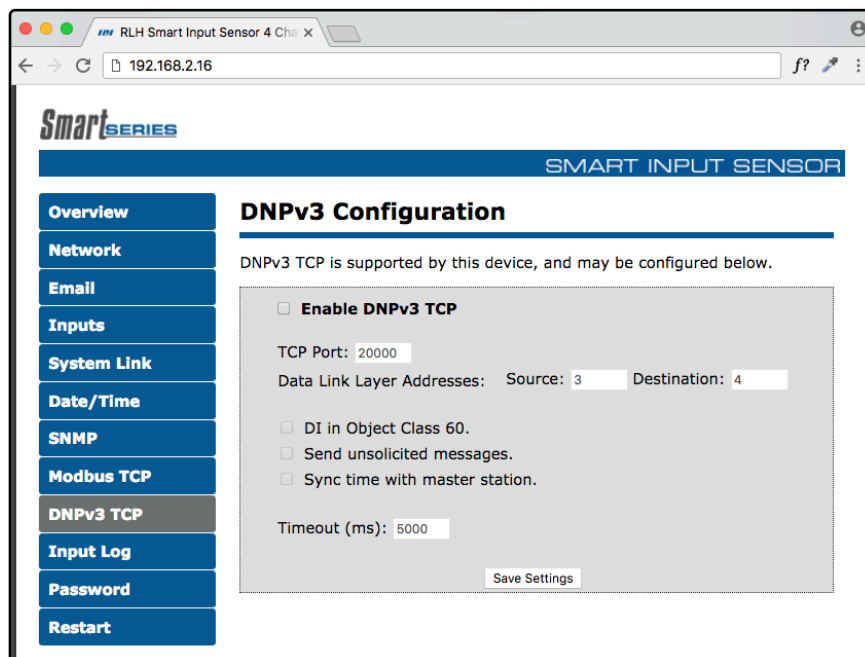 RLH Smart Input Sensor 4 Cha
192.168.2.16
f?
Smart SERIES
SMART INPUT SENSOR
Overview
Network
Email
Inputs
System Link
Date/Time
SNMP
Modbus TCP
DNPv3 TCP
Input Log
Password
Restart
DNPv3 Configuration
DNPv3 TCP is supported by this device, and may be configured below.
Enable DNPv3 TCP
TCP Port: 20000
Data Link Layer Addresses: Source: 3 Destination: 4
DI in Object Class 60.
Send unsolicited messages.
Sync time with master station.
Timeout (ms): 5000
Save Settings